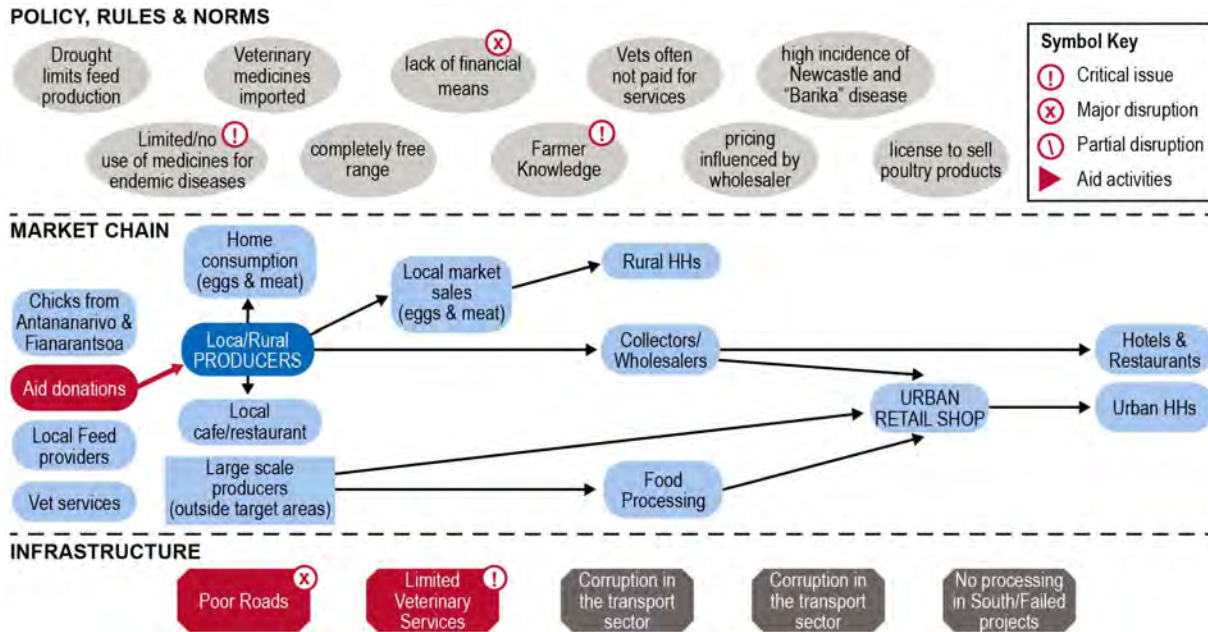 POLICY, RULES & NORMS
Drought
limits feed
production
Veterinary
medicines
imported
x
lack of financial
means
Vets often
not paid for
services
high incidence of
Newcastle and
"Barika" disease
Limited/no
!
use of medicines for
endemic diseases
completely free
range
!
Farmer
Knowledge
pricing
influenced by
wholesaler
license to sell
poultry products
Symbol Key
! Critical issue
x Major disruption
\ Partial disruption
Aid activities
MARKET CHAIN
Chicks from
Antananarivo &
Fianarantsoa
Aid donations
Local Feed
providers
Vet services
Home
consumption
(eggs & meat)
Loca/Rural
PRODUCERS
Local
cafe/restaurant
Large scale
producers
(outside target areas)
Local market
sales
(eggs & meat)
Rural HHs
Collectors/
Wholesalers
Food
Processing
URBAN
RETAIL SHOP
Hotels &
Restaurants
Urban HHs
INFRASTRUCTURE
x
Poor Roads
!
Limited
Veterinary
Services
Corruption in
the transport
sector
Corruption in
the transport
sector
No processing
in South/Failed
projects